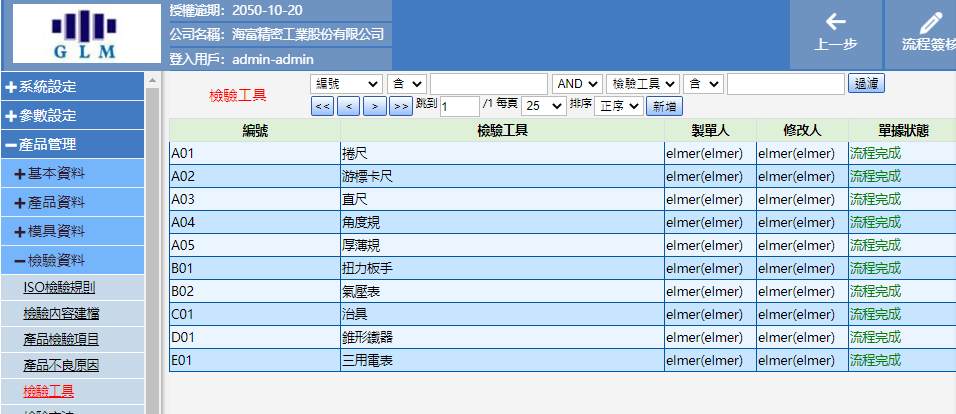 GLM
授權逾期：2050-10-20
公司名稱：海富精密工業股份有限公司
登入用戶：admin-admin
上一步
流程簽核
系統設定
參數設定
產品管理
基本資料
產品資料
模具資料
檢驗資料
ISO檢驗規則
檢驗內容建檔
產品檢驗項目
產品不良原因
檢驗工具
檢驗工具
編號 含 AND 檢驗工具 含 過濾
<< < > >> 跳到 1 /1 每頁 25 排序 正序 新增
編號 檢驗工具 製單人 修改人 單據狀態
A01 捲尺 elmer(elmer) elmer(elmer) 流程完成
A02 游標卡尺 elmer(elmer) elmer(elmer) 流程完成
A03 直尺 elmer(elmer) elmer(elmer) 流程完成
A04 角度規 elmer(elmer) elmer(elmer) 流程完成
A05 厚薄規 elmer(elmer) elmer(elmer) 流程完成
B01 扭力板手 elmer(elmer) elmer(elmer) 流程完成
B02 氣壓表 elmer(elmer) elmer(elmer) 流程完成
C01 治具 elmer(elmer) elmer(elmer) 流程完成
D01 錐形鐵器 elmer(elmer) elmer(elmer) 流程完成
E01 三用電表 elmer(elmer) elmer(elmer) 流程完成